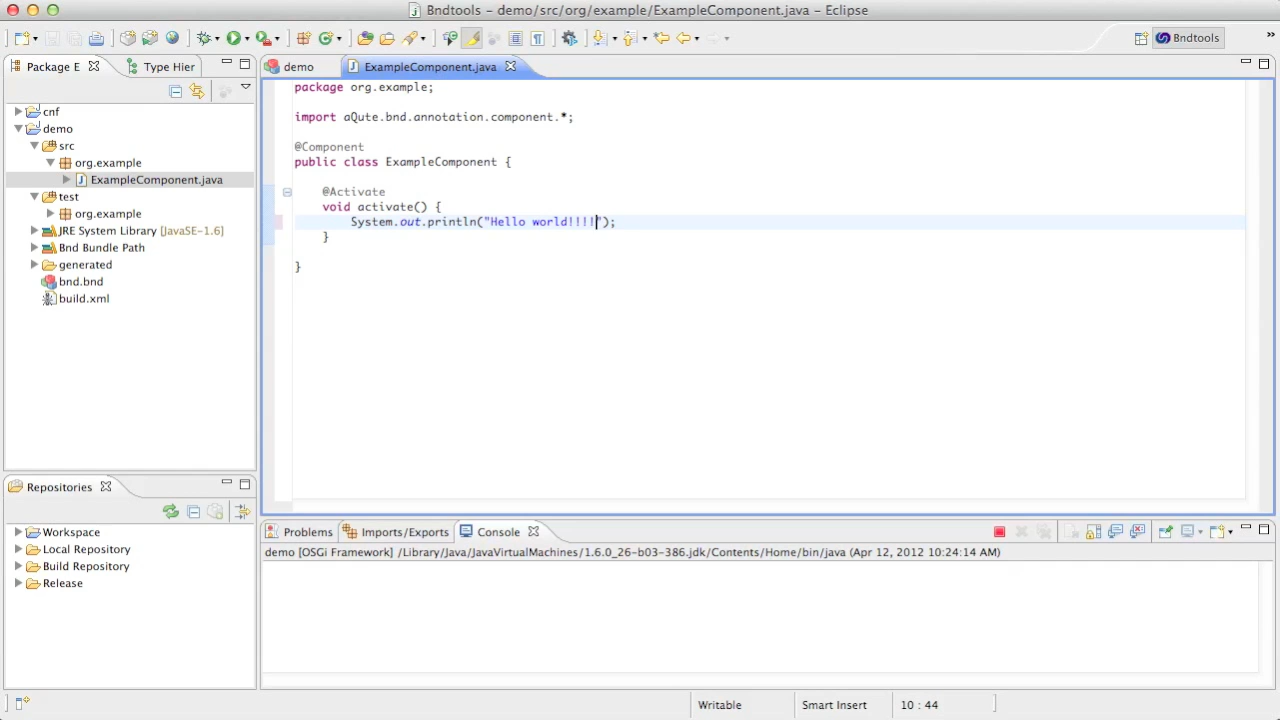 Bndtools - demo/src/org/example/ExampleComponent.java - Eclipse
Bndtools
Package E
Type Hier
demo
ExampleComponent.java
cnf
demo
src
org.example
ExampleComponent.java
test
org.example
JRE System Library [JavaSE-1.6]
Bnd Bundle Path
generated
bnd.bnd
build.xml
package org.example;
import aQute.bnd.annotation.component.*;
@Component
public class ExampleComponent {
@Activate
void activate() {
System.out.println("Hello world!!!!");
}
}
Repositories
Workspace
Local Repository
Build Repository
Release
Problems
Imports/Exports
Console
demo [OSGi Framework] /Library/Java/JavaVirtualMachines/1.6.0_26-b03-386.jdk/Contents/Home/bin/java (Apr 12, 2012 10:24:14 AM)
Writable
Smart Insert
10 : 44